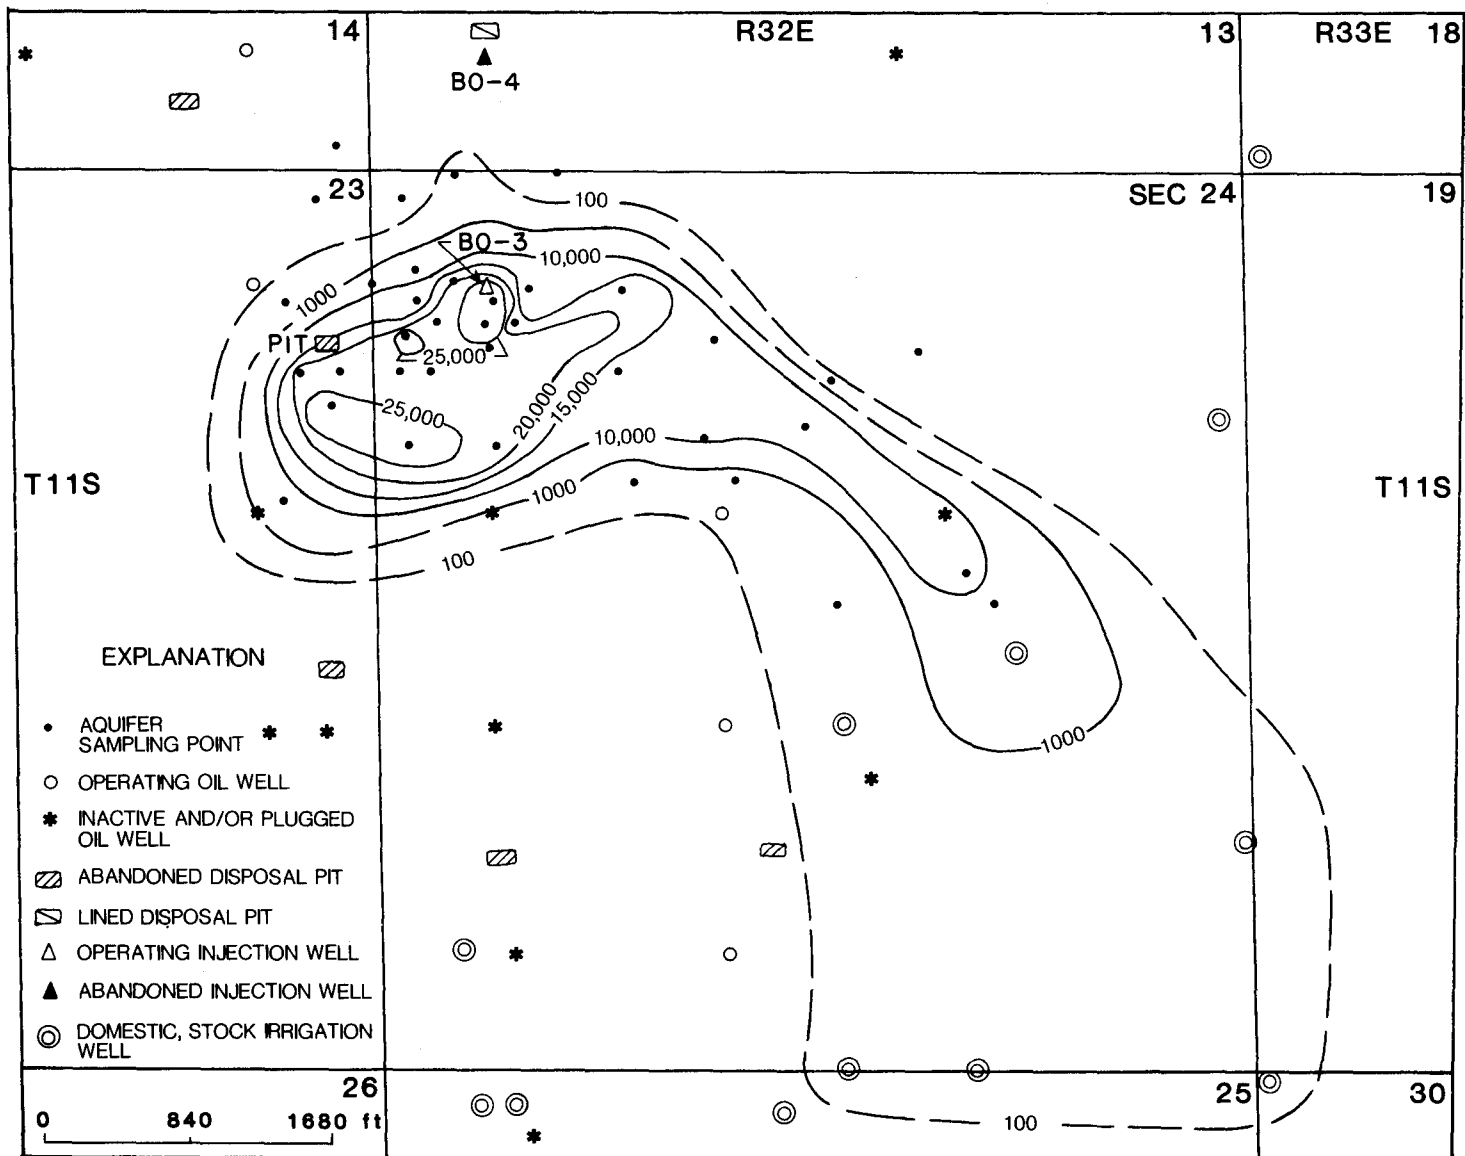 14
R32E
13
R33E
18
BO-4
23
SEC 24
19
100
BO-3
10,000
1000
PIT
25,000
25,000
20,000
15,000
10,000
T11S
T11S
1000
100
1000
EXPLANATION
AQUIFER
SAMPLING POINT
OPERATING OIL WELL
INACTIVE AND/OR PLUGGED
OIL WELL
ABANDONED DISPOSAL PIT
LINED DISPOSAL PIT
OPERATING INJECTION WELL
ABANDONED INJECTION WELL
DOMESTIC, STOCK IRRIGATION
WELL
26
25
30
0
840
1680 ft
100